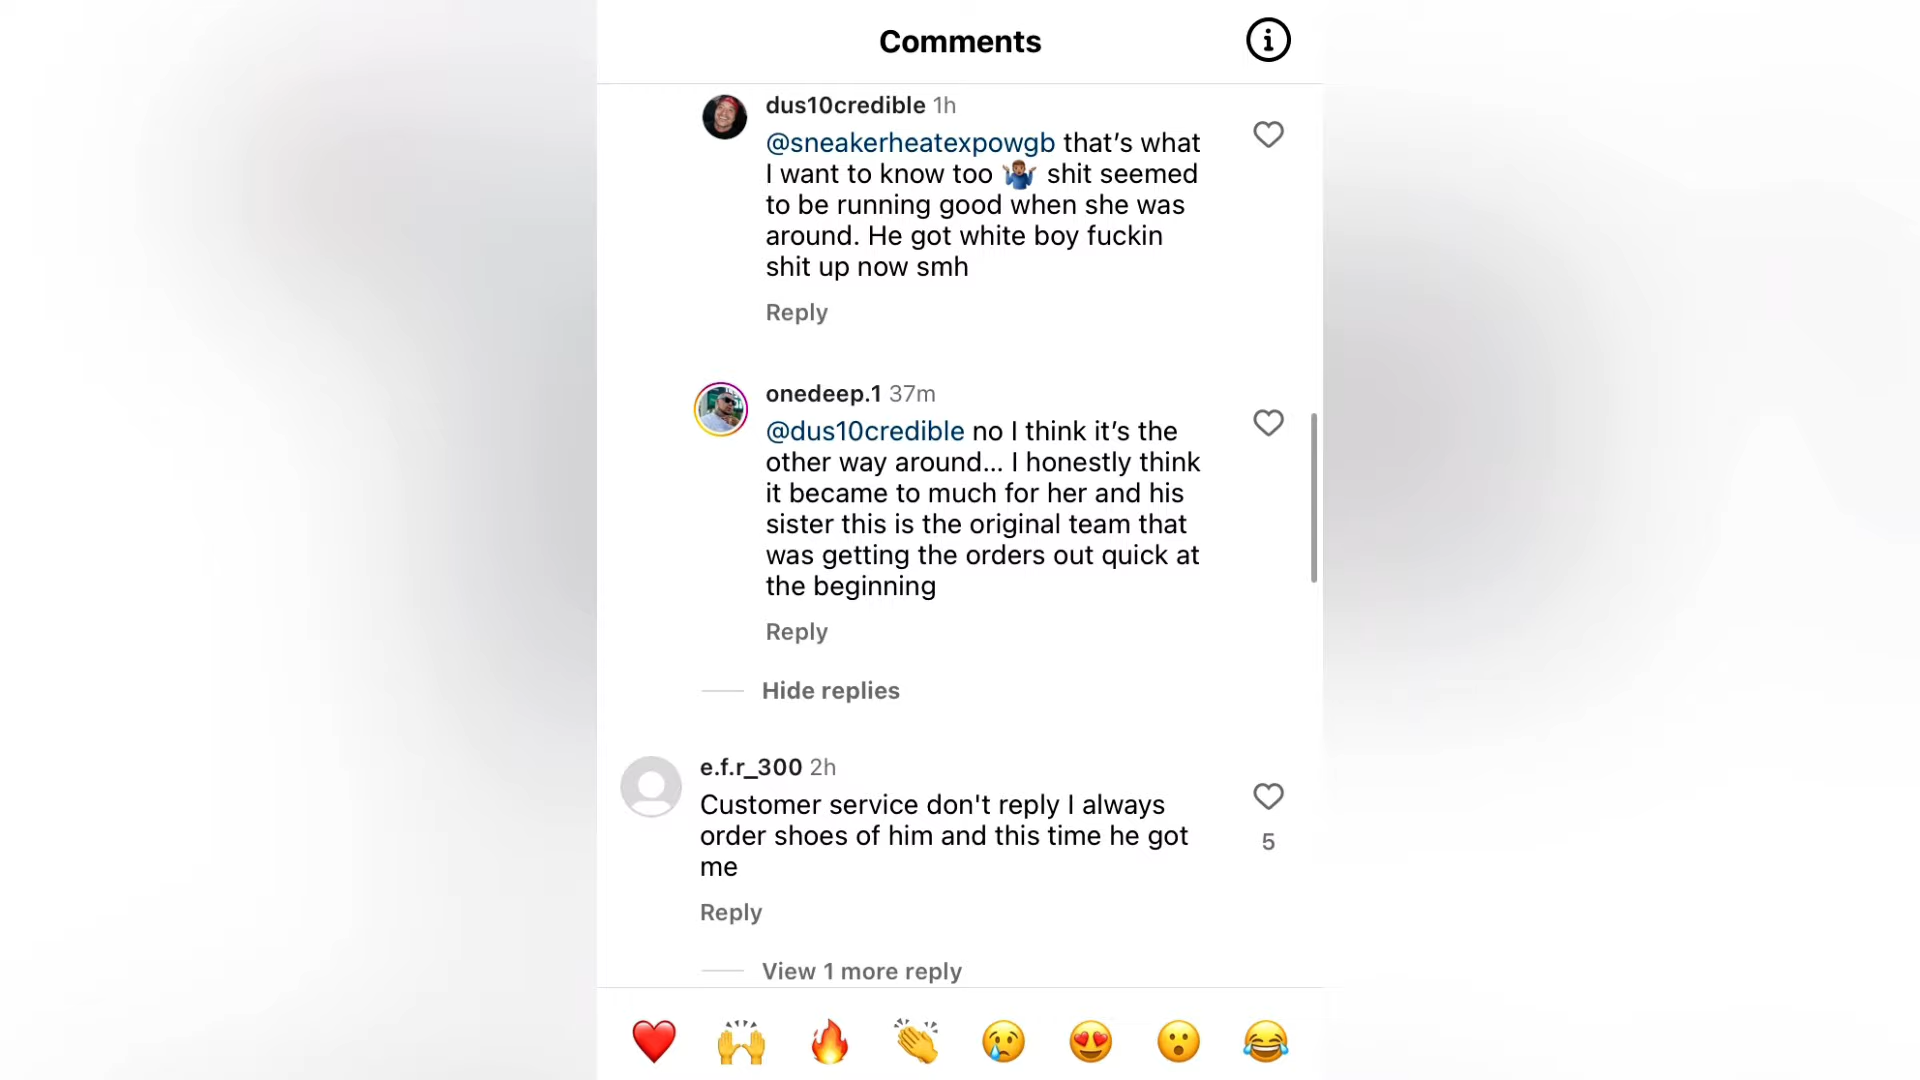 Comments
dus10credible 1h
@sneakerheatexpowgb that's what
I want to know too 🤷🏽‍♂️ shit seemed
to be running good when she was
around. He got white boy fuckin
shit up now smh
Reply
onedeep.1 37m
@dus10credible no I think it's the
other way around... I honestly think
it became to much for her and his
sister this is the original team that
was getting the orders out quick at
the beginning
Reply
Hide replies
e.f.r_300 2h
Customer service don't reply I always
order shoes of him and this time he got
me
5
Reply
View 1 more reply